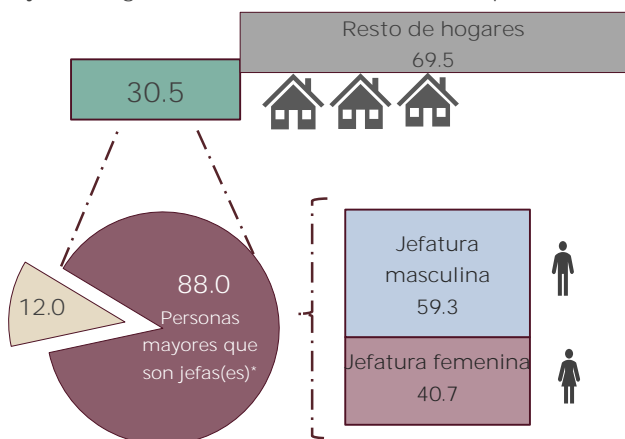 Resto de hogares
69.5
30.5
88.0
Personas
mayores que
son jefas(es)*
12.0
Jefatura
masculina
59.3
Jefatura femenina
40.7